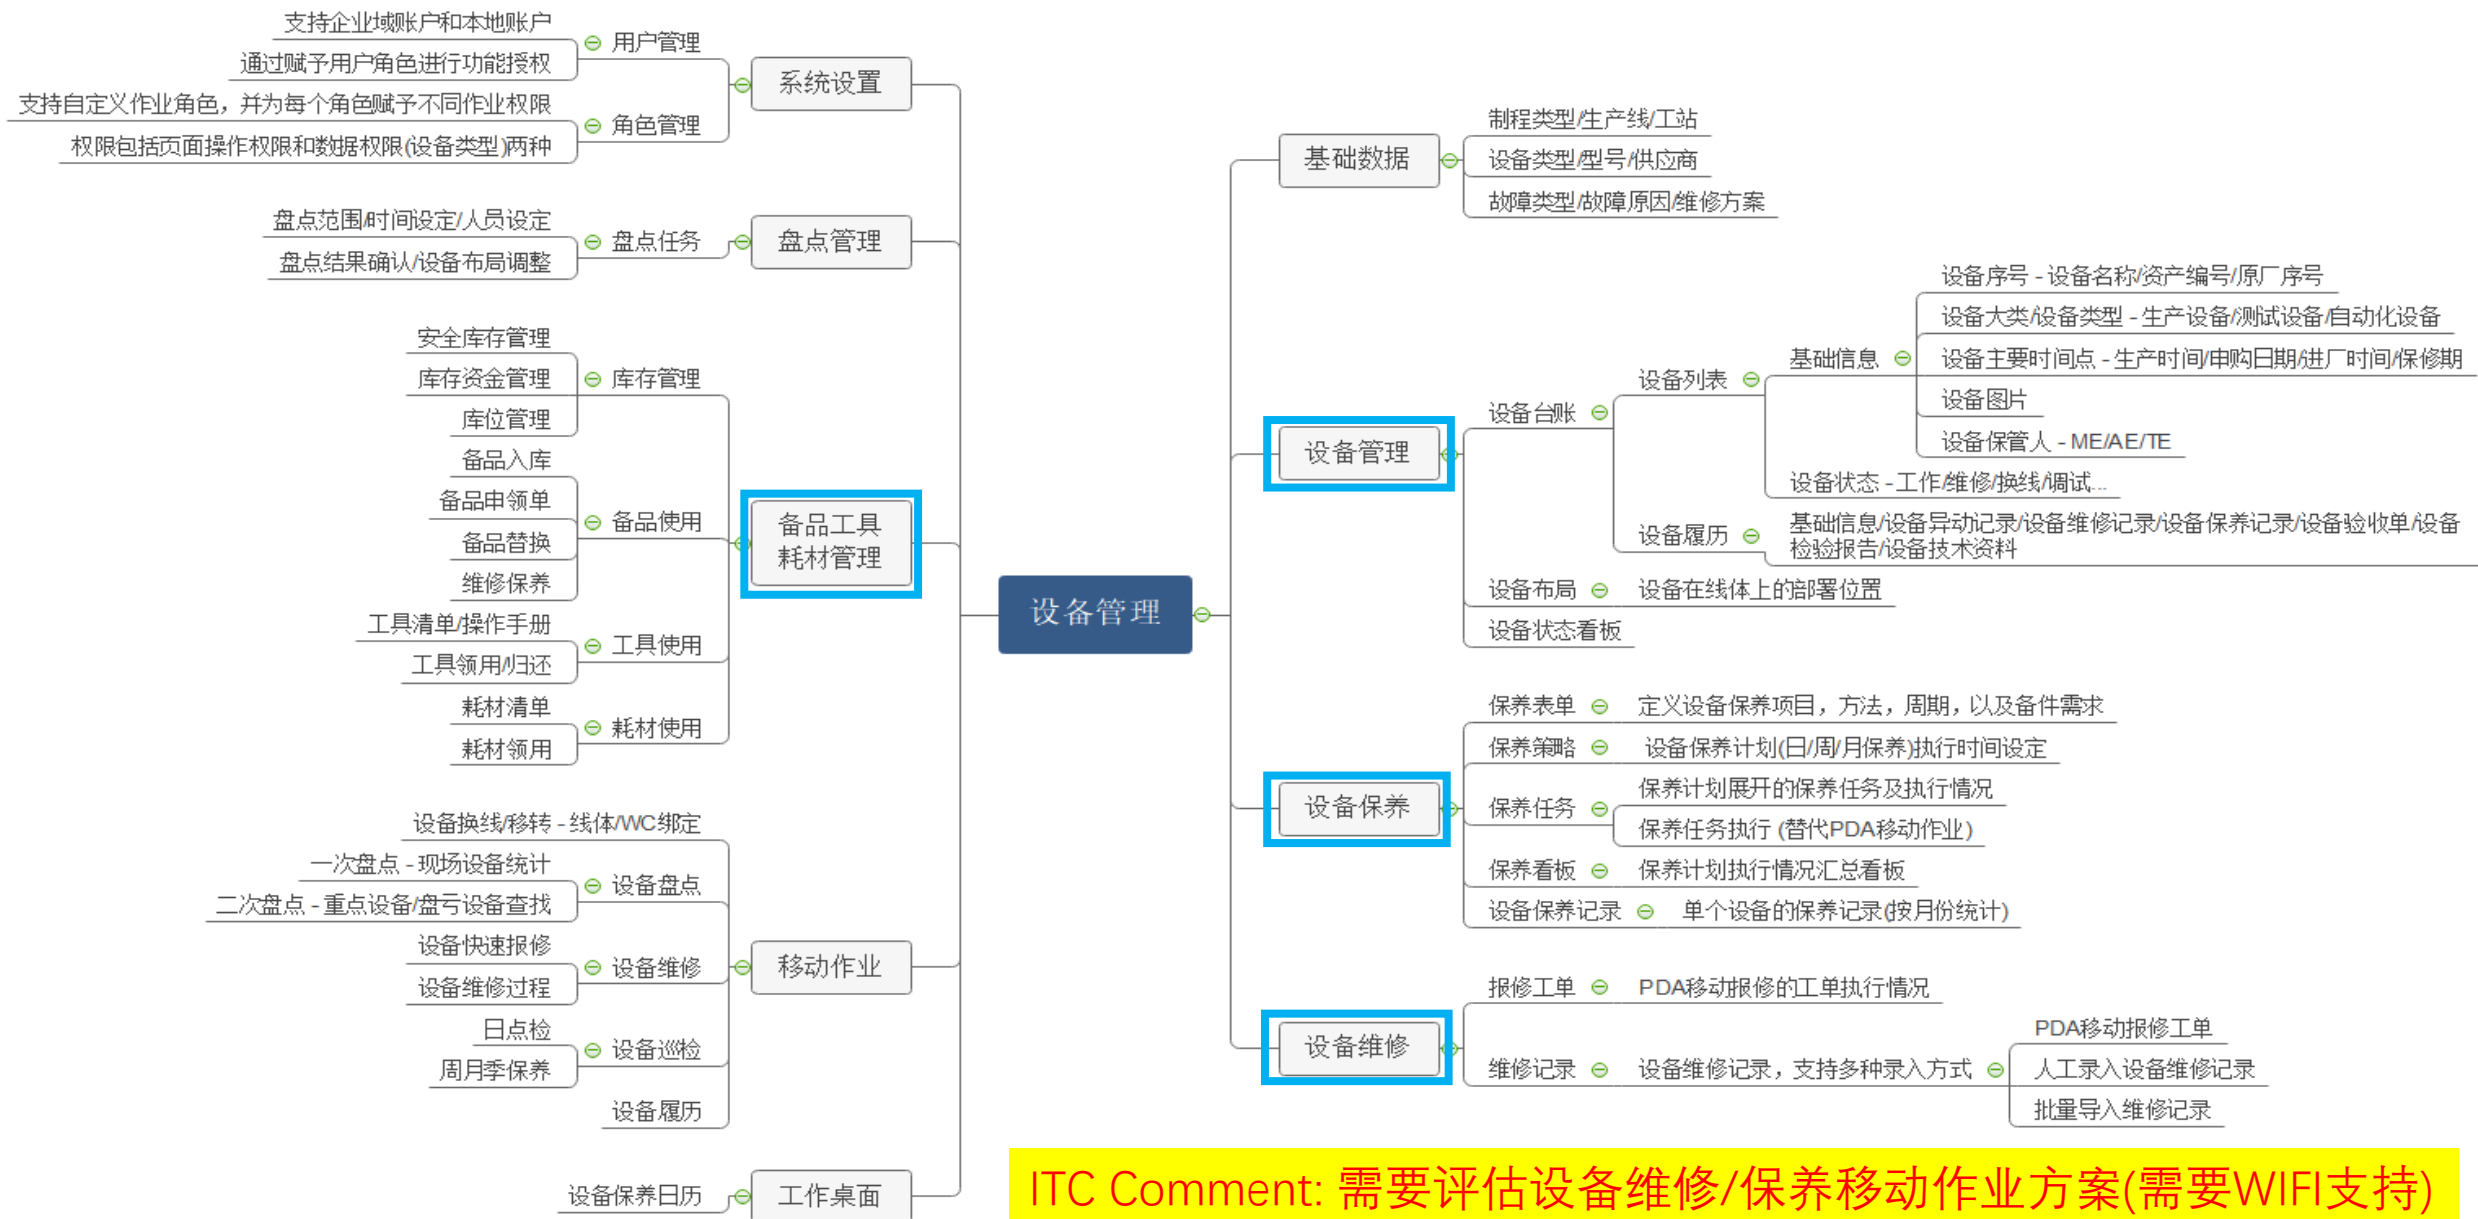 支持企业域账户和本地账户
通过赋予用户角色进行功能授权
用户管理
支持自定义作业角色，并为每个角色赋予不同作业权限
权限包括页面操作权限和数据权限(设备类型)两种
角色管理
系统设置
盘点范围/时间设定/人员设定
盘点结果确认/设备布局调整
盘点任务
盘点管理
安全库存管理
库存资金管理
库位管理
库存管理
备品入库
备品申领单
备品替换
维修保养
备品使用
工具清单/操作手册
工具领用/归还
工具使用
耗材清单
耗材领用
耗材使用
备品工具
耗材管理
设备换线/移转 - 线体/WC绑定
一次盘点 - 现场设备统计
二次盘点 - 重点设备/盘亏设备查找
设备盘点
设备快速报修
设备维修过程
设备维修
日点检
周月季保养
设备巡检
设备履历
移动作业
设备保养日历
工作桌面
设备管理
基础数据
制程类型/生产线/工站
设备类型/型号/供应商
故障类型/故障原因/维修方案
设备管理
设备台账
设备列表
基础信息
设备序号 - 设备名称/资产编号/原厂序号
设备大类/设备类型 - 生产设备/测试设备/自动化设备
设备主要时间点 - 生产时间/申购日期/进厂时间/保修期
设备图片
设备保管人 - ME/AE/TE
设备状态 - 工作/维修/换线/调试...
设备履历
基础信息/设备异动记录/设备维修记录/设备保养记录/设备验收单/设备
检验报告/设备技术资料
设备布局
设备在线体上的部署位置
设备状态看板
设备保养
保养表单
定义设备保养项目，方法，周期，以及备件需求
保养策略
设备保养计划(日/周/月保养)执行时间设定
保养任务
保养计划展开的保养任务及执行情况
保养任务执行 (替代PDA移动作业)
保养看板
保养计划执行情况汇总看板
设备保养记录
单个设备的保养记录(按月份统计)
设备维修
报修工单
PDA移动报修的工单执行情况
维修记录
设备维修记录，支持多种录入方式
PDA移动报修工单
人工录入设备维修记录
批量导入维修记录
ITC Comment: 需要评估设备维修/保养移动作业方案(需要WIFI支持)